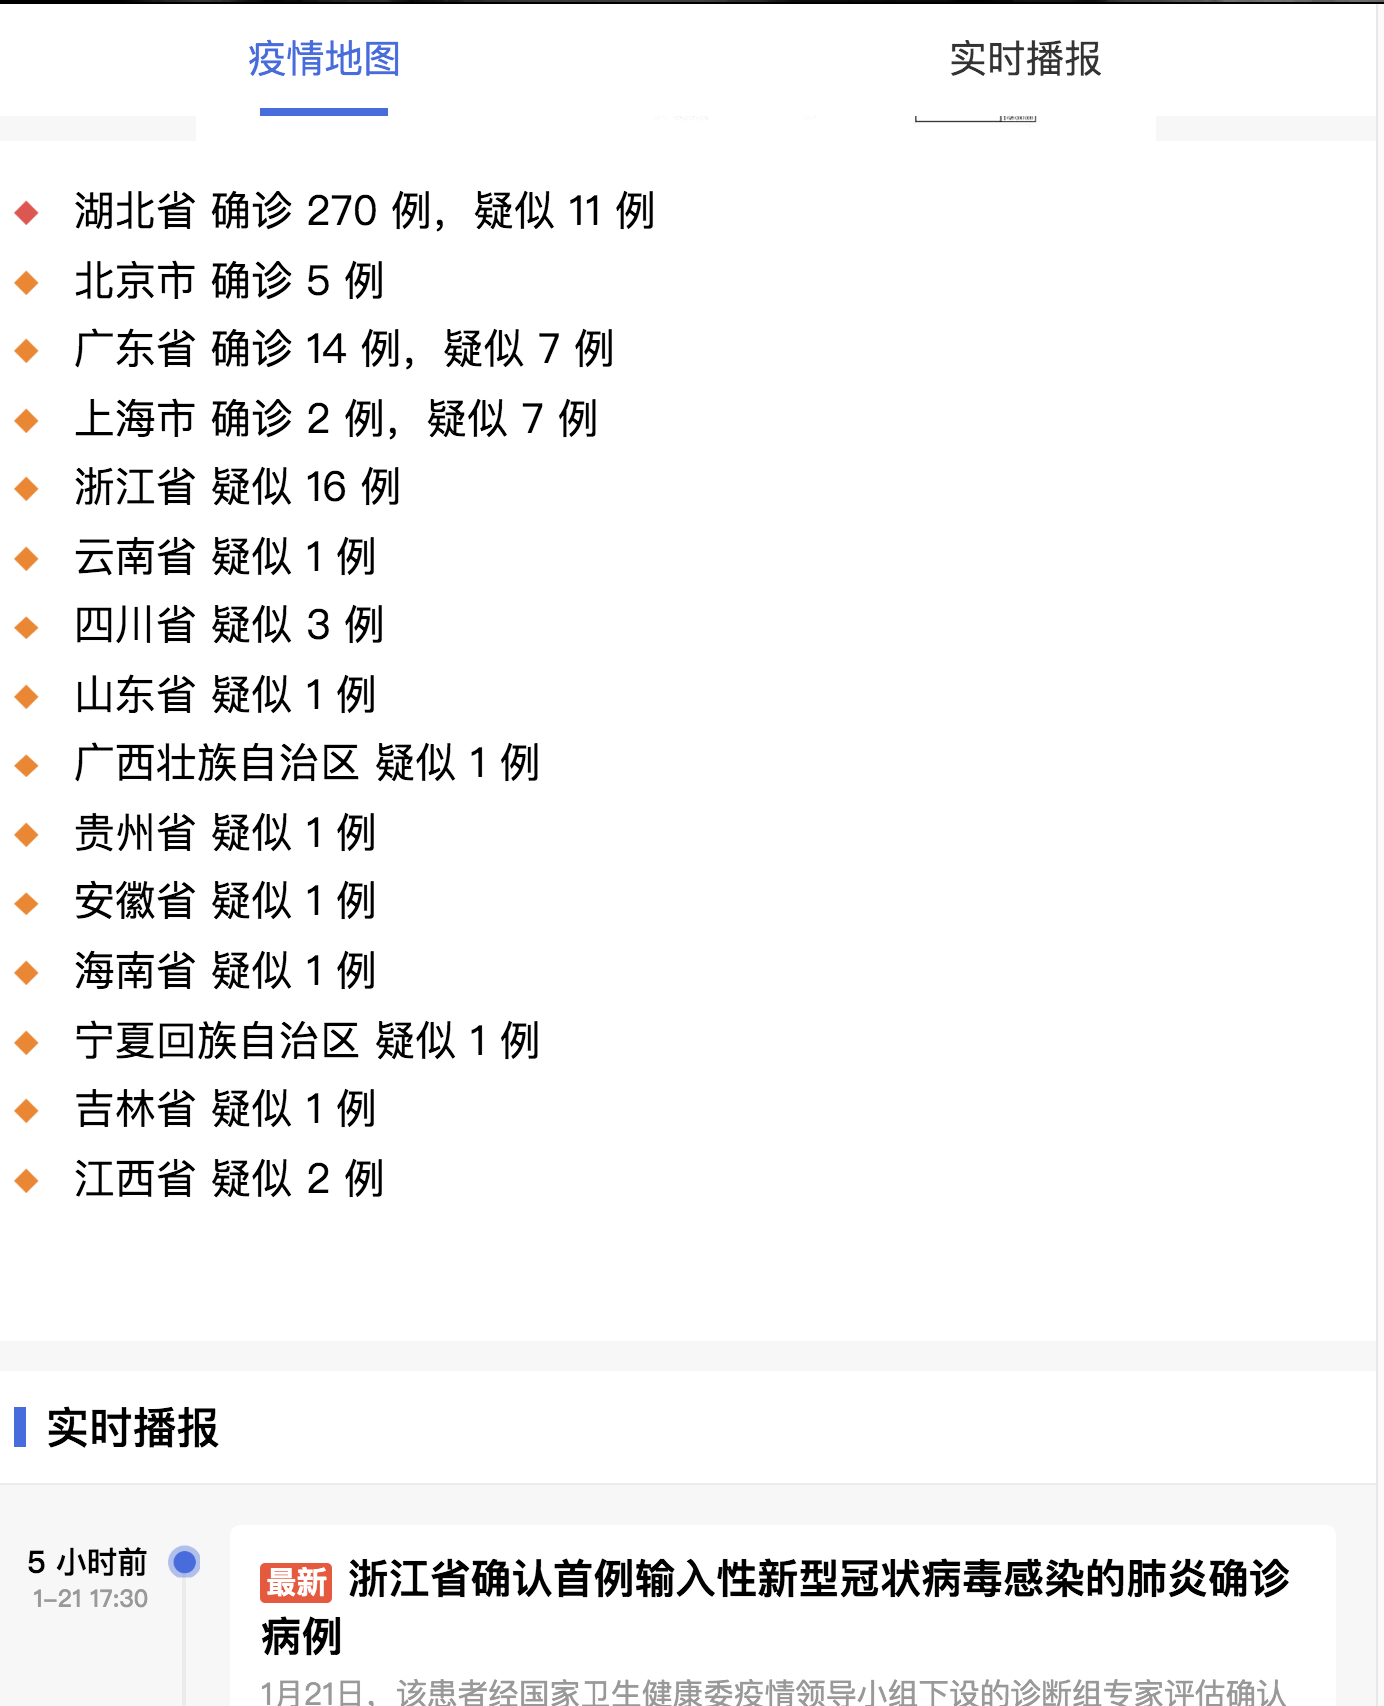 疫情地图
实时播报
湖北省 确诊 270 例，疑似 11 例
北京市 确诊 5 例
广东省 确诊 14 例，疑似 7 例
上海市 确诊 2 例，疑似 7 例
浙江省 疑似 16 例
云南省 疑似 1 例
四川省 疑似 3 例
山东省 疑似 1 例
广西壮族自治区 疑似 1 例
贵州省 疑似 1 例
安徽省 疑似 1 例
海南省 疑似 1 例
宁夏回族自治区 疑似 1 例
吉林省 疑似 1 例
江西省 疑似 2 例
实时播报
5 小时前
1-21 17:30
最新 浙江省确认首例输入性新型冠状病毒感染的肺炎确诊
病例
1月21日，该患者经国家卫生健康委疫情领导小组下设的诊断组专家评估确认